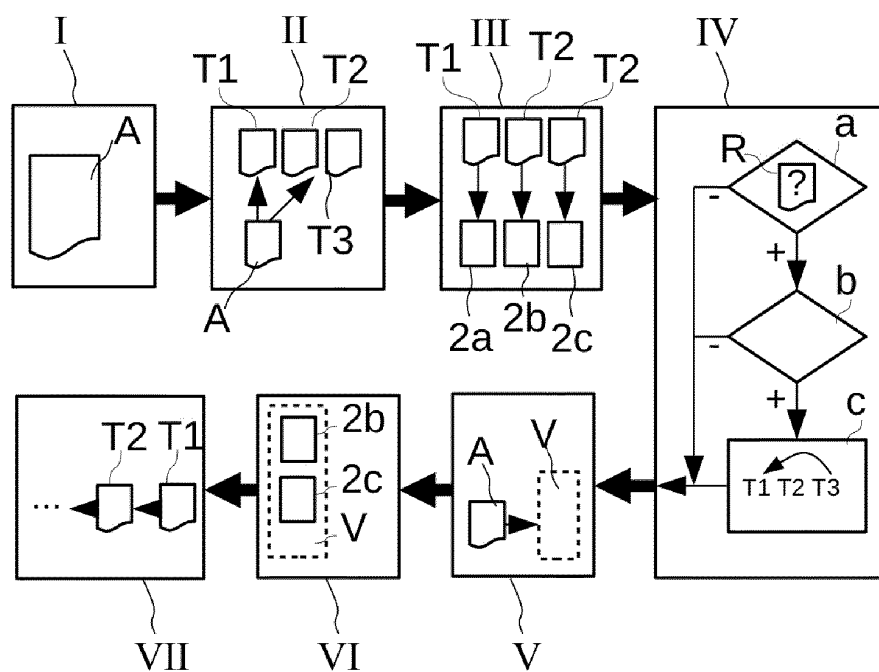 I
II
III
IV
T1
T2
T1
T2
T2
A
R
?
a
-
T3
+
A
2a
2b
2c
b
-
+
c
T2
T1
2b
2c
A
V
V
T1 T2 T3
...
VII
VI
V